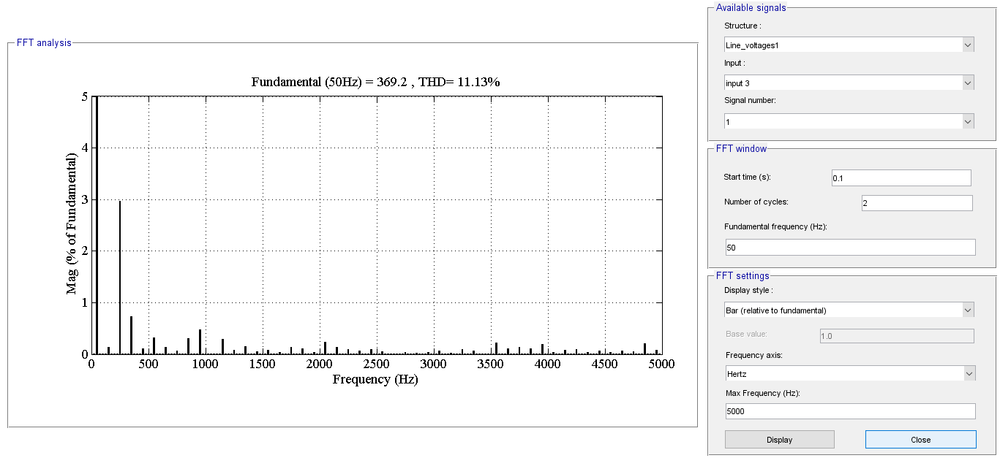 FFT analysis
Fundamental (50Hz) = 369.2 , THD= 11.13%
5
4
3
2
1
0
Mag (% of Fundamental)
0 500 1000 1500 2000 2500 3000 3500 4000 4500 5000
Frequency (Hz)
Available signals
Structure :
Line_voltages1
Input :
input 3
Signal number:
1
FFT window
Start time (s): 0.1
Number of cycles: 2
Fundamental frequency (Hz):
50
FFT settings
Display style :
Bar (relative to fundamental)
Base value: 1.0
Frequency axis:
Hertz
Max Frequency (Hz):
5000
Display Close